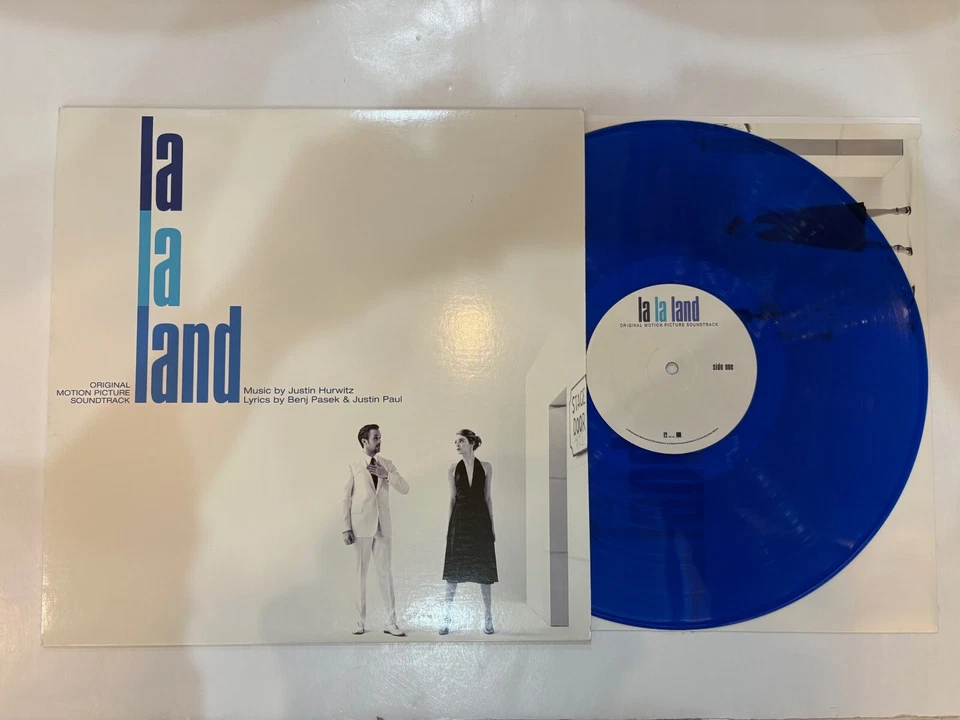 la
la
land
ORIGINAL
MOTION PICTURE
SOUNDTRACK
Music by Justin Hurwitz
Lyrics by Benj Pasek & Justin Paul
STAGE
DOOR
la la land
ORIGINAL MOTION PICTURE SOUNDTRACK
side one